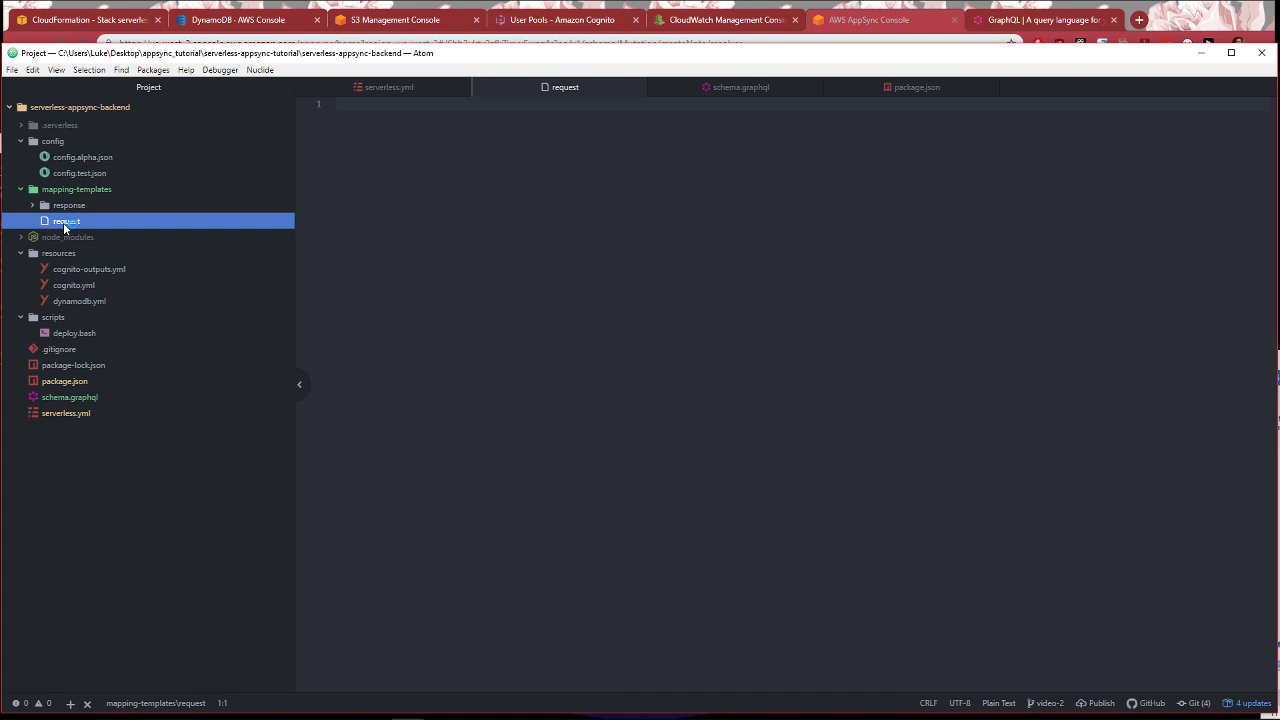 CloudFormation - Stack serverless
DynamoDB - AWS Console
S3 Management Console
User Pools - Amazon Cognito
CloudWatch Management Conso
AWS AppSync Console
GraphQL | A query language for
Project — C:\Users\Luke\Desktop\appsync_tutorial\serverless-appsync-tutorial\serverless-appsync-backend — Atom
File Edit View Selection Find Packages Help Debugger Nuclide
Project
serverless.yml
request
schema.graphql
package.json
serverless-appsync-backend
.serverless
config
config.alpha.json
config.test.json
mapping-templates
response
request
node_modules
resources
cognito-outputs.yml
cognito.yml
dynamodb.yml
scripts
deploy.bash
.gitignore
package-lock.json
package.json
schema.graphql
serverless.yml
1
0 0 + × mapping-templates\request 1:1
CRLF UTF-8 Plain Text video-2 Publish GitHub Git (4) 4 updates